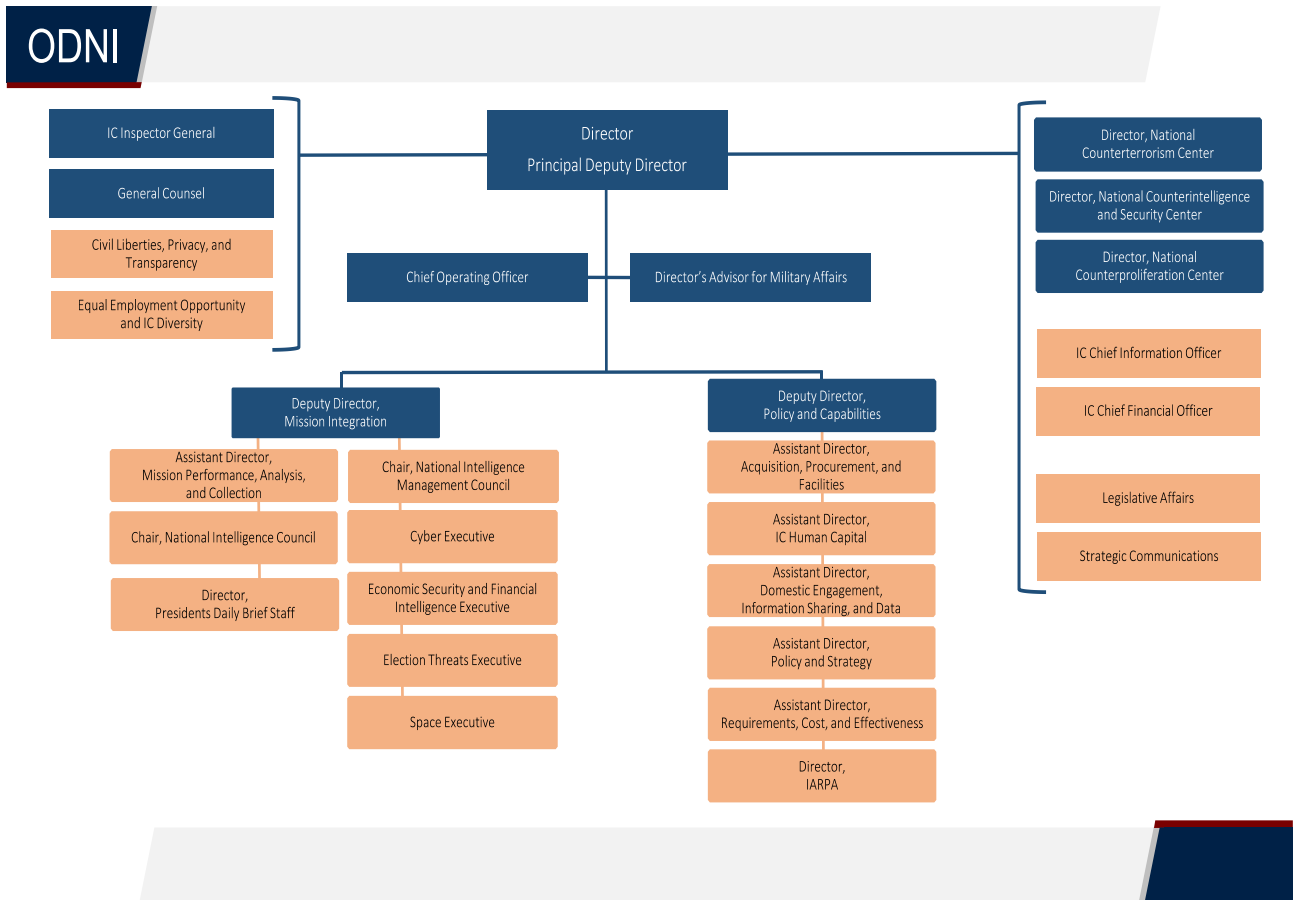 ODNI
IC Inspector General
General Counsel
Civil Liberties, Privacy, and
Transparency
Equal Employment Opportunity
and IC Diversity
Director
Principal Deputy Director
Chief Operating Officer
Director’s Advisor for Military Affairs
Director, National
Counterterrorism Center
Director, National Counterintelligence
and Security Center
Director, National
Counterproliferation Center
IC Chief Information Officer
IC Chief Financial Officer
Legislative Affairs
Strategic Communications
Deputy Director,
Mission Integration
Assistant Director,
Mission Performance, Analysis,
and Collection
Chair, National Intelligence Council
Director,
Presidents Daily Brief Staff
Chair, National Intelligence
Management Council
Cyber Executive
Economic Security and Financial
Intelligence Executive
Election Threats Executive
Space Executive
Deputy Director,
Policy and Capabilities
Assistant Director,
Acquisition, Procurement, and
Facilities
Assistant Director,
IC Human Capital
Assistant Director,
Domestic Engagement,
Information Sharing, and Data
Assistant Director,
Policy and Strategy
Assistant Director,
Requirements, Cost, and Effectiveness
Director,
IARPA